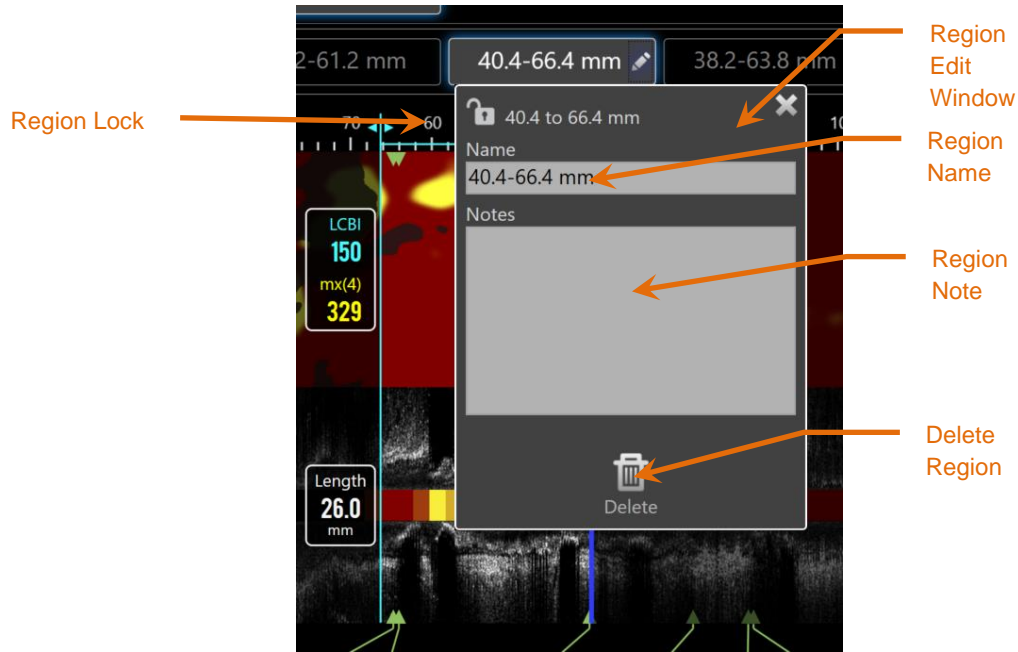 2-61.2 mm
40.4-66.4 mm
38.2-63.8 mm
Region
Edit
Window
Region Lock
70
60
10
40.4 to 66.4 mm
Name
40.4-66.4 mm
Region
Name
Notes
LCBI
150
mx(4)
329
Region
Note
Delete
Region
Length
26.0
mm
Delete